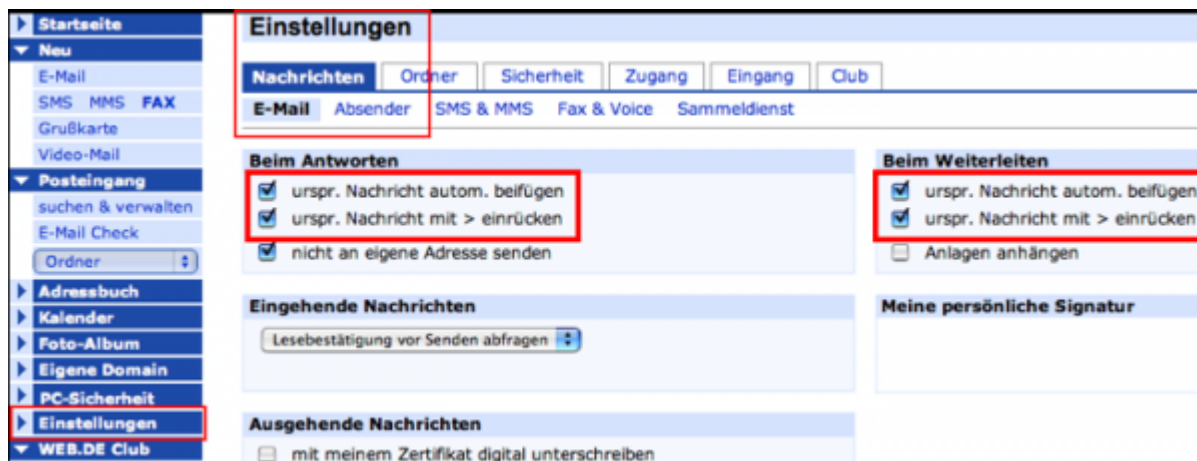 Startseite
Neu
E-Mail
SMS MMS FAX
Grußkarte
Video-Mail
Posteingang
suchen & verwalten
E-Mail Check
Ordner
Adressbuch
Kalender
Foto-Album
Eigene Domain
PC-Sicherheit
Einstellungen
WEB.DE Club
Einstellungen
Nachrichten Ordner Sicherheit Zugang Eingang Club
E-Mail Absender SMS & MMS Fax & Voice Sammeldienst
Beim Antworten
urspr. Nachricht autom. beifügen
urspr. Nachricht mit > einrücken
nicht an eigene Adresse senden
Beim Weiterleiten
urspr. Nachricht autom. beifügen
urspr. Nachricht mit > einrücken
Anlagen anhängen
Eingehende Nachrichten
Lesebestätigung vor Senden abfragen
Meine persönliche Signatur
Ausgehende Nachrichten
mit meinem Zertifikat digital unterschreiben